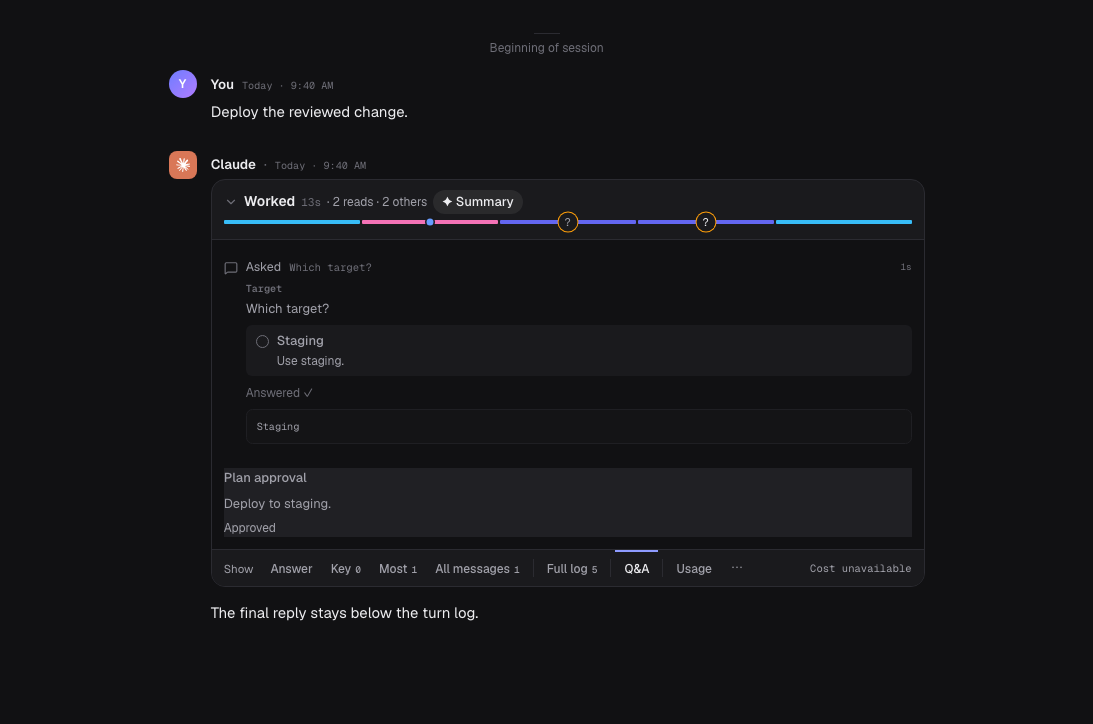 Beginning of session
Y You Today · 9:40 AM
Deploy the reviewed change.
Claude · Today · 9:40 AM
Worked 13s · 2 reads · 2 others ✦ Summary
? ?
Asked Which target? 1s
Target
Which target?
Staging
Use staging.
Answered ✓
Staging
Plan approval
Deploy to staging.
Approved
Show Answer Key 0 Most 1 All messages 1 Full log 5 Q&A Usage ... Cost unavailable
The final reply stays below the turn log.